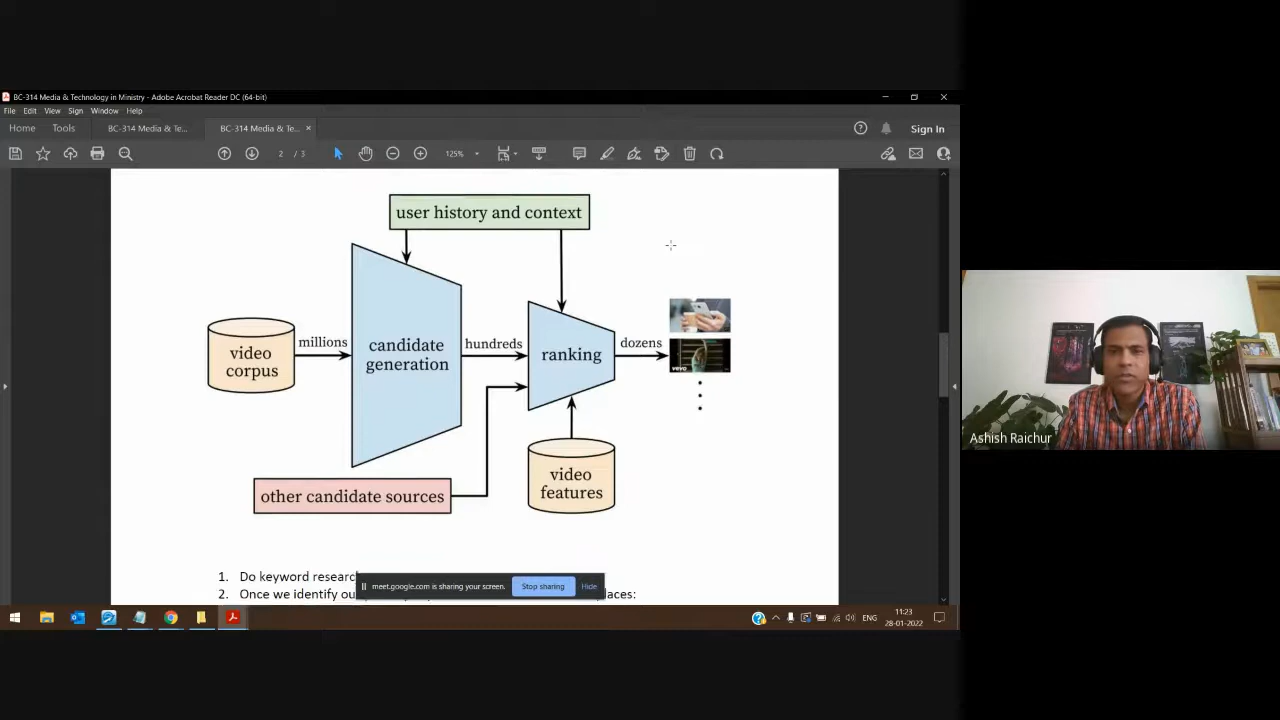 BC-314 Media & Technology in Ministry - Adobe Acrobat Reader DC (64-bit)
File Edit View Sign Window Help
Home Tools BC-314 Media & Te... BC-314 Media & Te... × Sign In
2 / 3 125%
user history and context
video
corpus
millions
candidate
generation
hundreds
ranking
dozens
vevo
other candidate sources
video
features
1. Do keyword researc
2. Once we identify ou
laces:
meet.google.com is sharing your screen. Stop sharing Hide
ENG
11:23
28-01-2022
Ashish Raichur